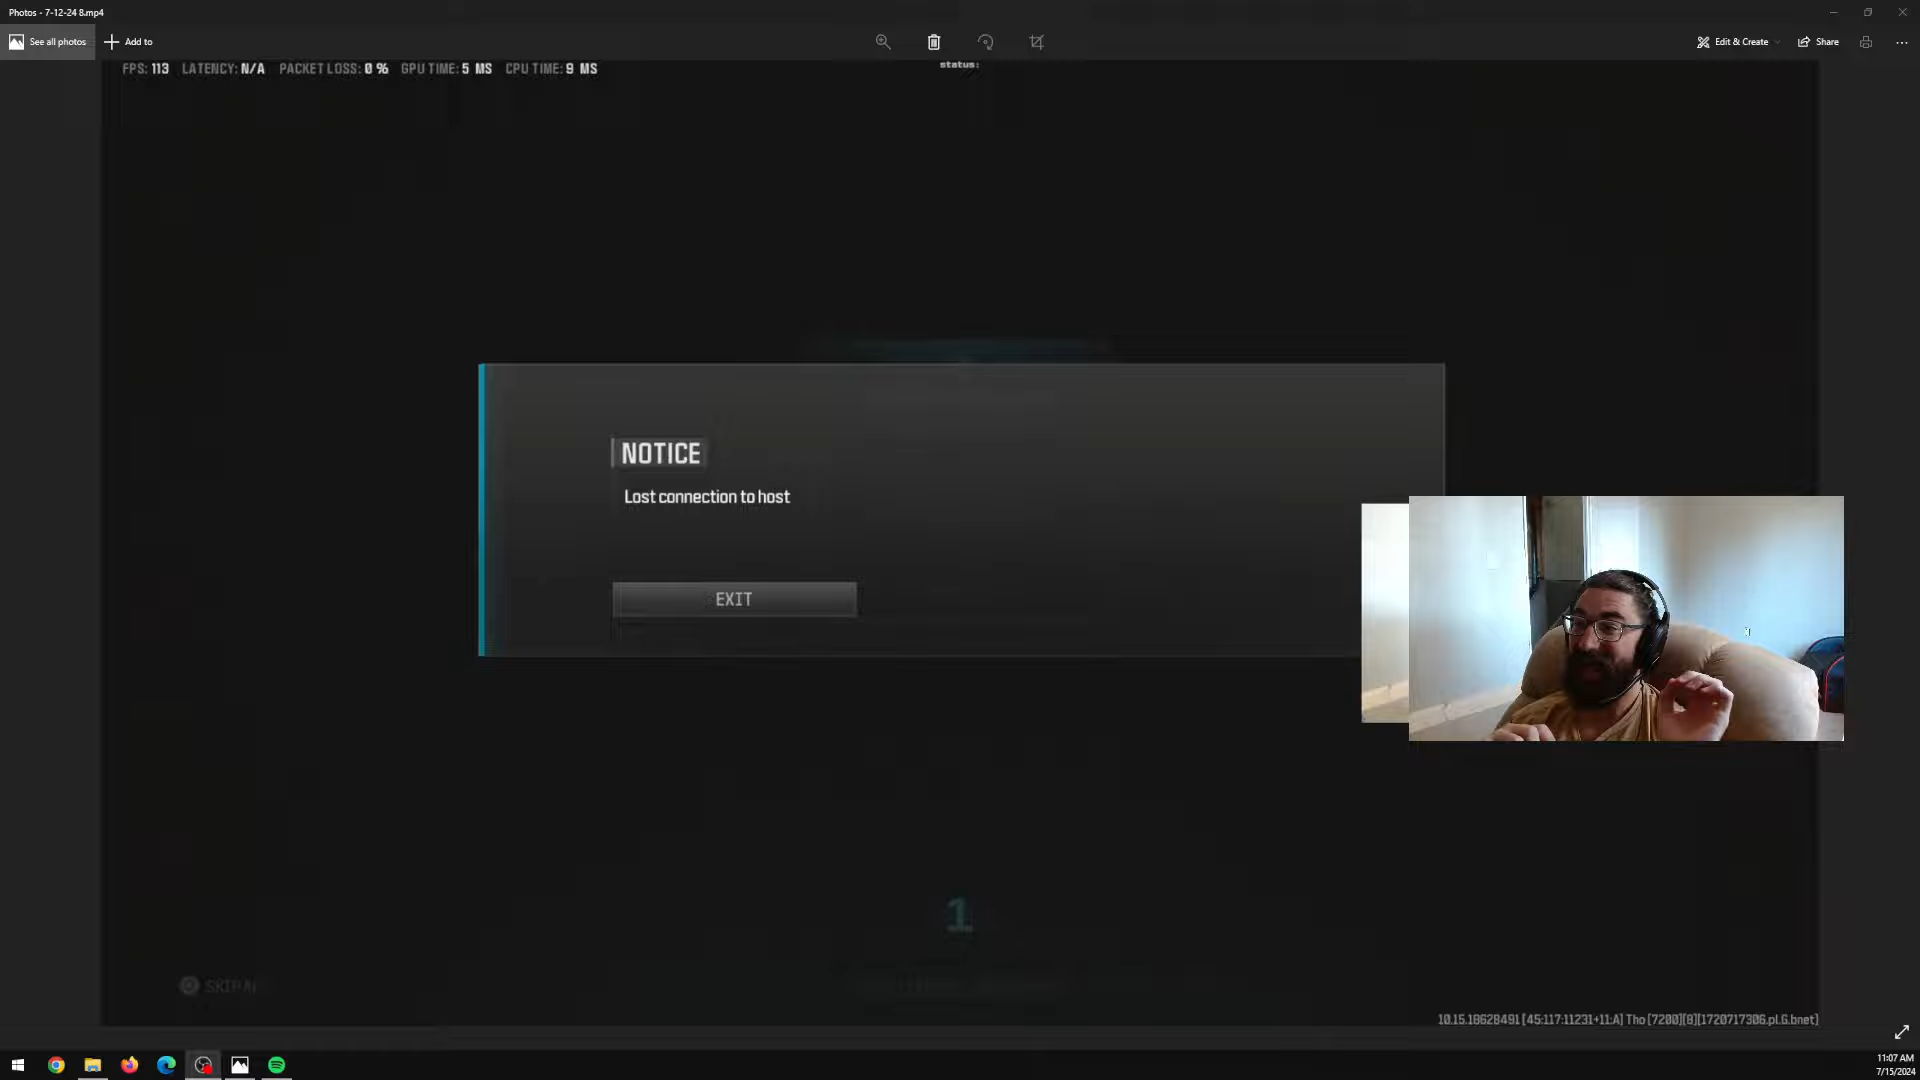 Photos - 7-12-24 8.mp4
See all photos
Add to
Edit & Create
Share
FPS: 113 LATENCY: N/A PACKET LOSS: 0 % GPU TIME: 5 MS CPU TIME: 9 MS
status:
NOTICE
Lost connection to host
EXIT
1
10.15.18628491 [45:117:11231+11:A] Tho [7200][8][1720717306.pl.G.bnet]
11:07 AM
7/15/2024